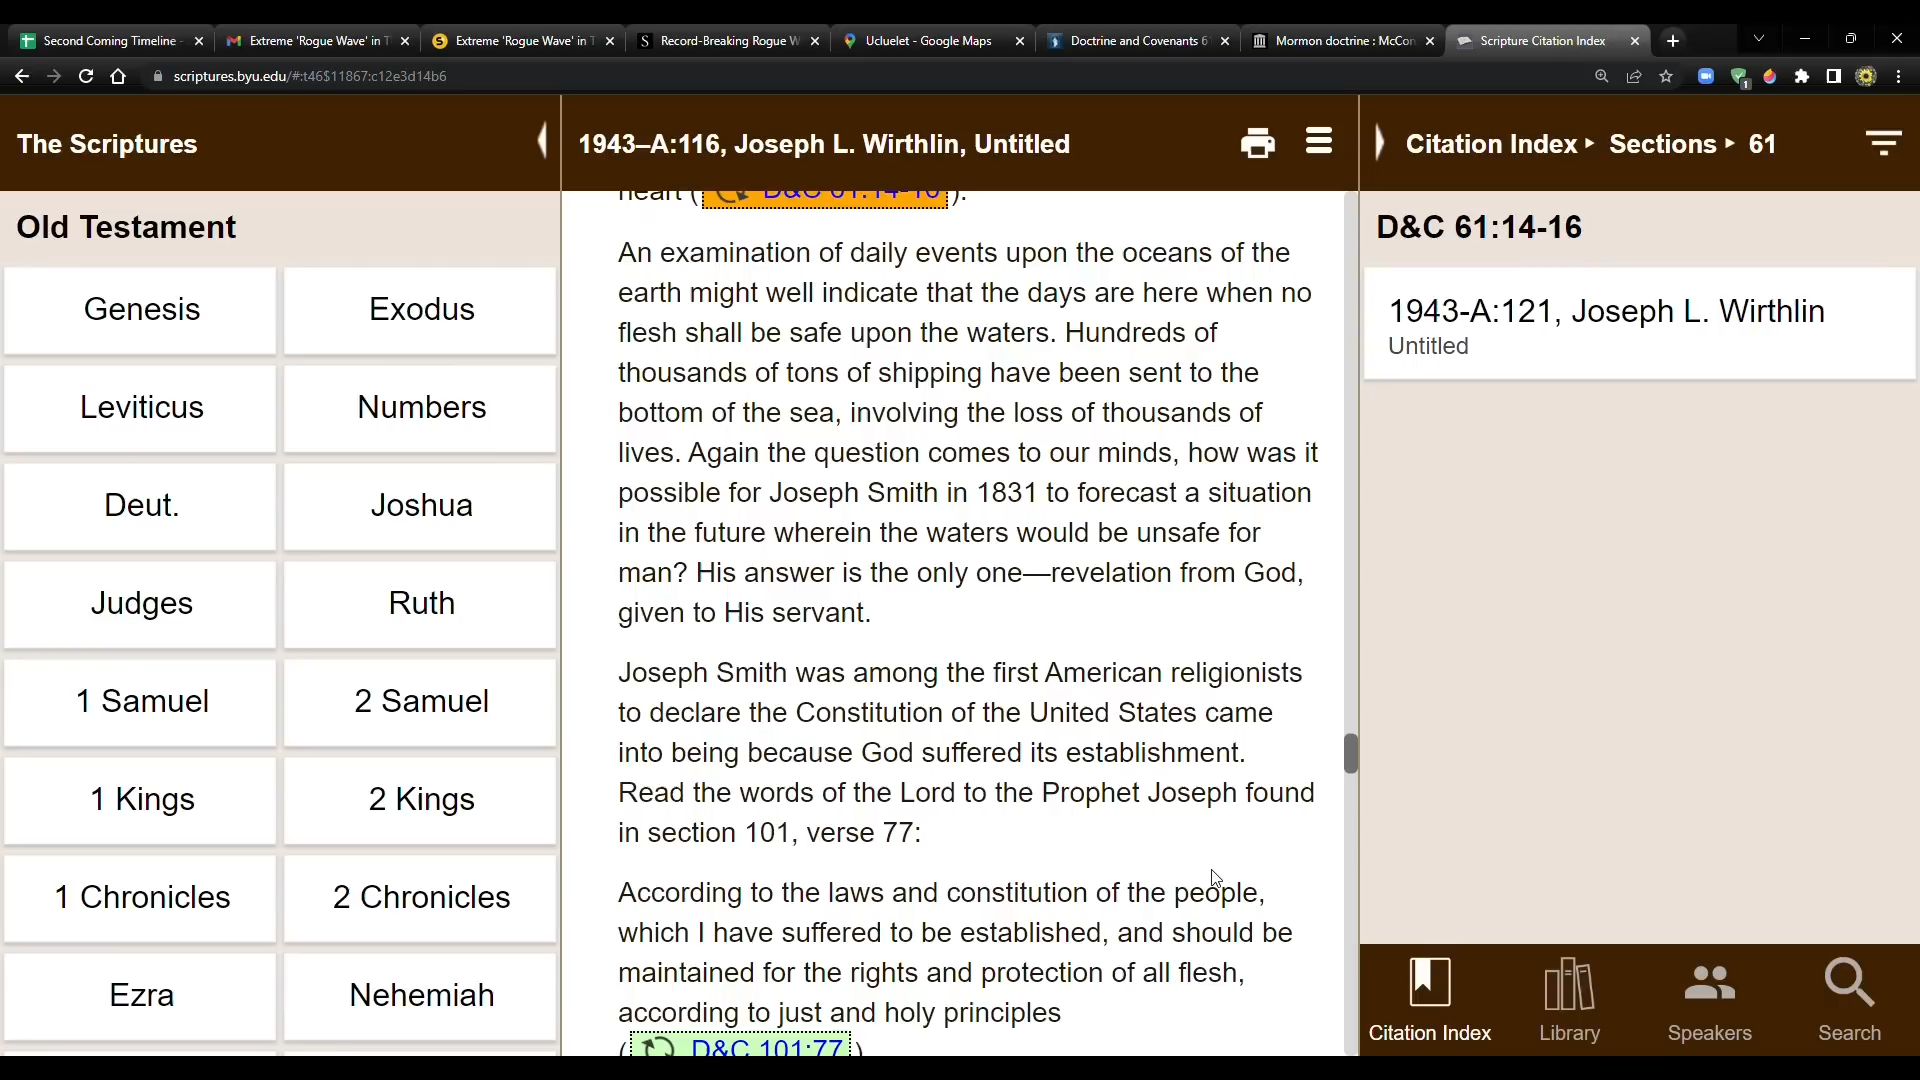 Second Coming Timeline -
Extreme 'Rogue Wave' in T
Extreme 'Rogue Wave' in T
Record-Breaking Rogue W
Ucluelet - Google Maps
Doctrine and Covenants 6
Mormon doctrine : McCon
Scripture Citation Index
scriptures.byu.edu/#:t46$11867:c12e3d14b6
1
The Scriptures
1943–A:116, Joseph L. Wirthlin, Untitled
Citation Index ▸ Sections ▸ 61
Old Testament
Genesis
Exodus
Leviticus
Numbers
Deut.
Joshua
Judges
Ruth
1 Samuel
2 Samuel
1 Kings
2 Kings
1 Chronicles
2 Chronicles
Ezra
Nehemiah
heart ( D&C 61:14-16 ).
An examination of daily events upon the oceans of the
earth might well indicate that the days are here when no
flesh shall be safe upon the waters. Hundreds of
thousands of tons of shipping have been sent to the
bottom of the sea, involving the loss of thousands of
lives. Again the question comes to our minds, how was it
possible for Joseph Smith in 1831 to forecast a situation
in the future wherein the waters would be unsafe for
man? His answer is the only one—revelation from God,
given to His servant.
Joseph Smith was among the first American religionists
to declare the Constitution of the United States came
into being because God suffered its establishment.
Read the words of the Lord to the Prophet Joseph found
in section 101, verse 77:
According to the laws and constitution of the people,
which I have suffered to be established, and should be
maintained for the rights and protection of all flesh,
according to just and holy principles
( D&C 101:77 )
D&C 61:14-16
1943-A:121, Joseph L. Wirthlin
Untitled
Citation Index
Library
Speakers
Search